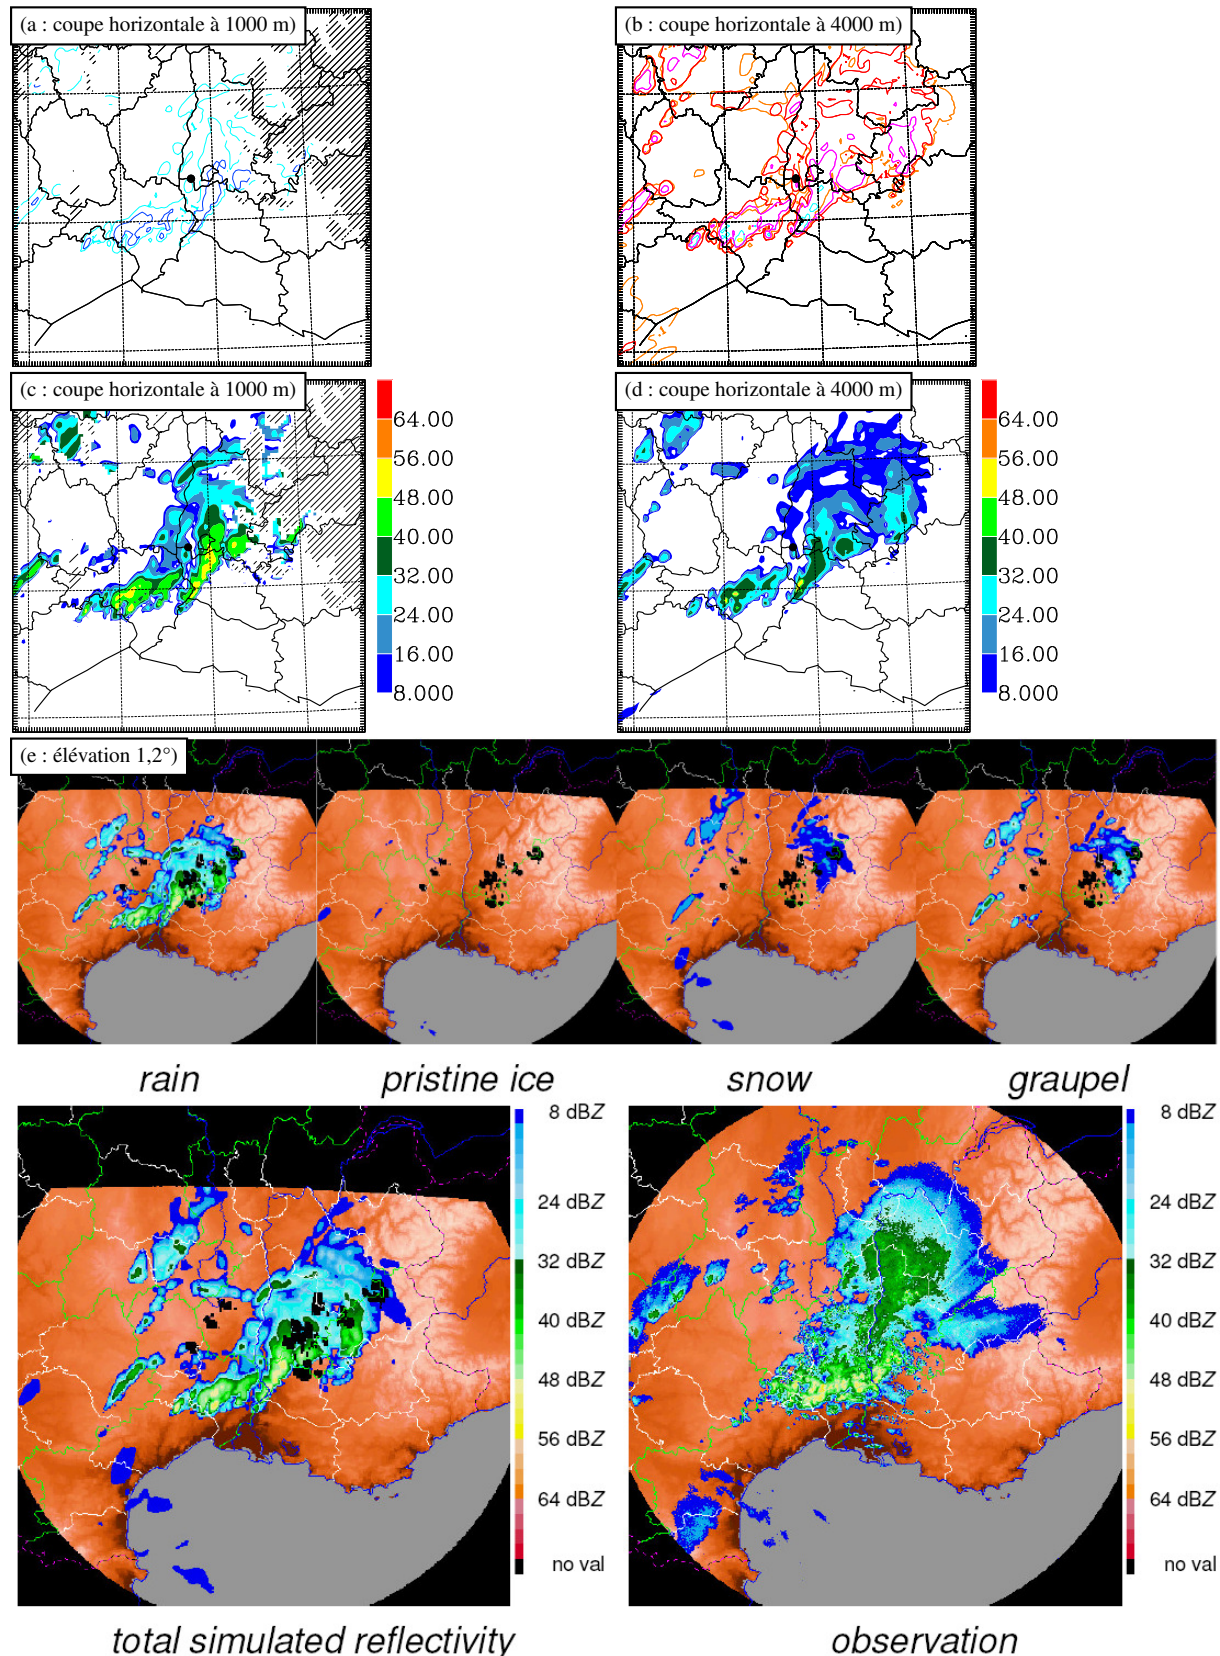 (a : coupe horizontale à 1000 m)
(b : coupe horizontale à 4000 m)
(c : coupe horizontale à 1000 m)
64.00
56.00
48.00
40.00
32.00
24.00
16.00
8.000
(d : coupe horizontale à 4000 m)
64.00
56.00
48.00
40.00
32.00
24.00
16.00
8.000
(e : élévation 1,2°)
rain
pristine ice
snow
graupel
8 dBZ
24 dBZ
32 dBZ
40 dBZ
48 dBZ
56 dBZ
64 dBZ
no val
8 dBZ
24 dBZ
32 dBZ
40 dBZ
48 dBZ
56 dBZ
64 dBZ
no val
total simulated reflectivity
observation